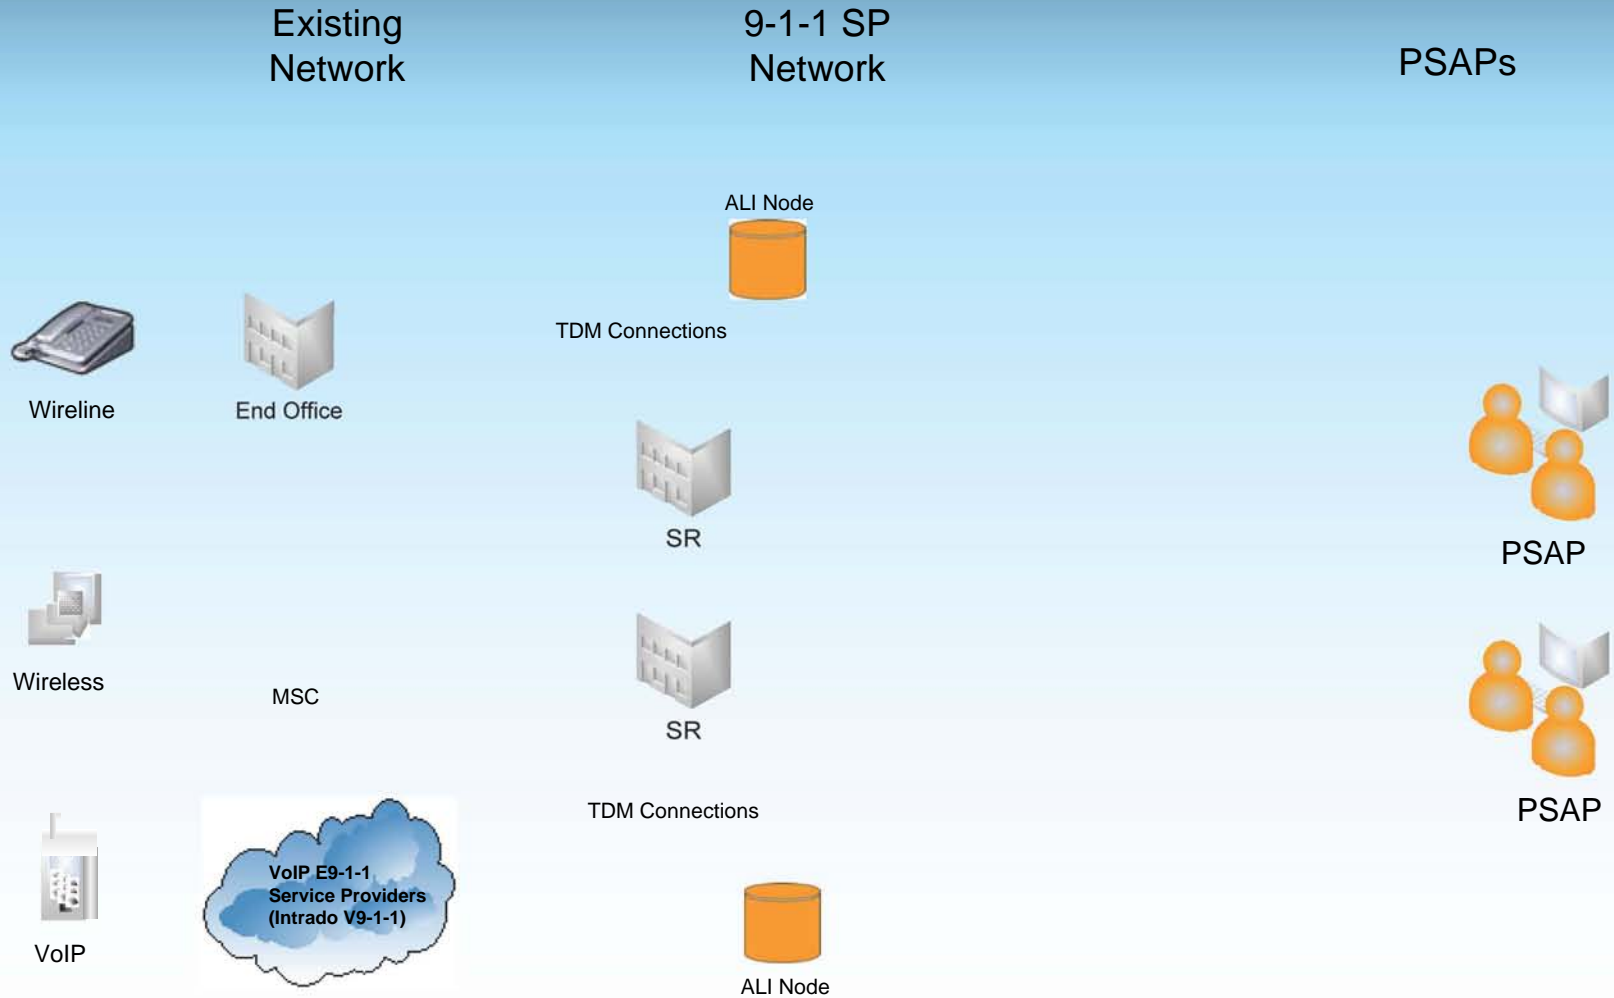 Existing
Network
9-1-1 SP
Network
PSAPs
ALI Node
TDM Connections
Wireline
End Office
SR
PSAP
Wireless
MSC
SR
TDM Connections
PSAP
VoIP E9-1-1
Service Providers
(Intrado V9-1-1)
VoIP
ALI Node